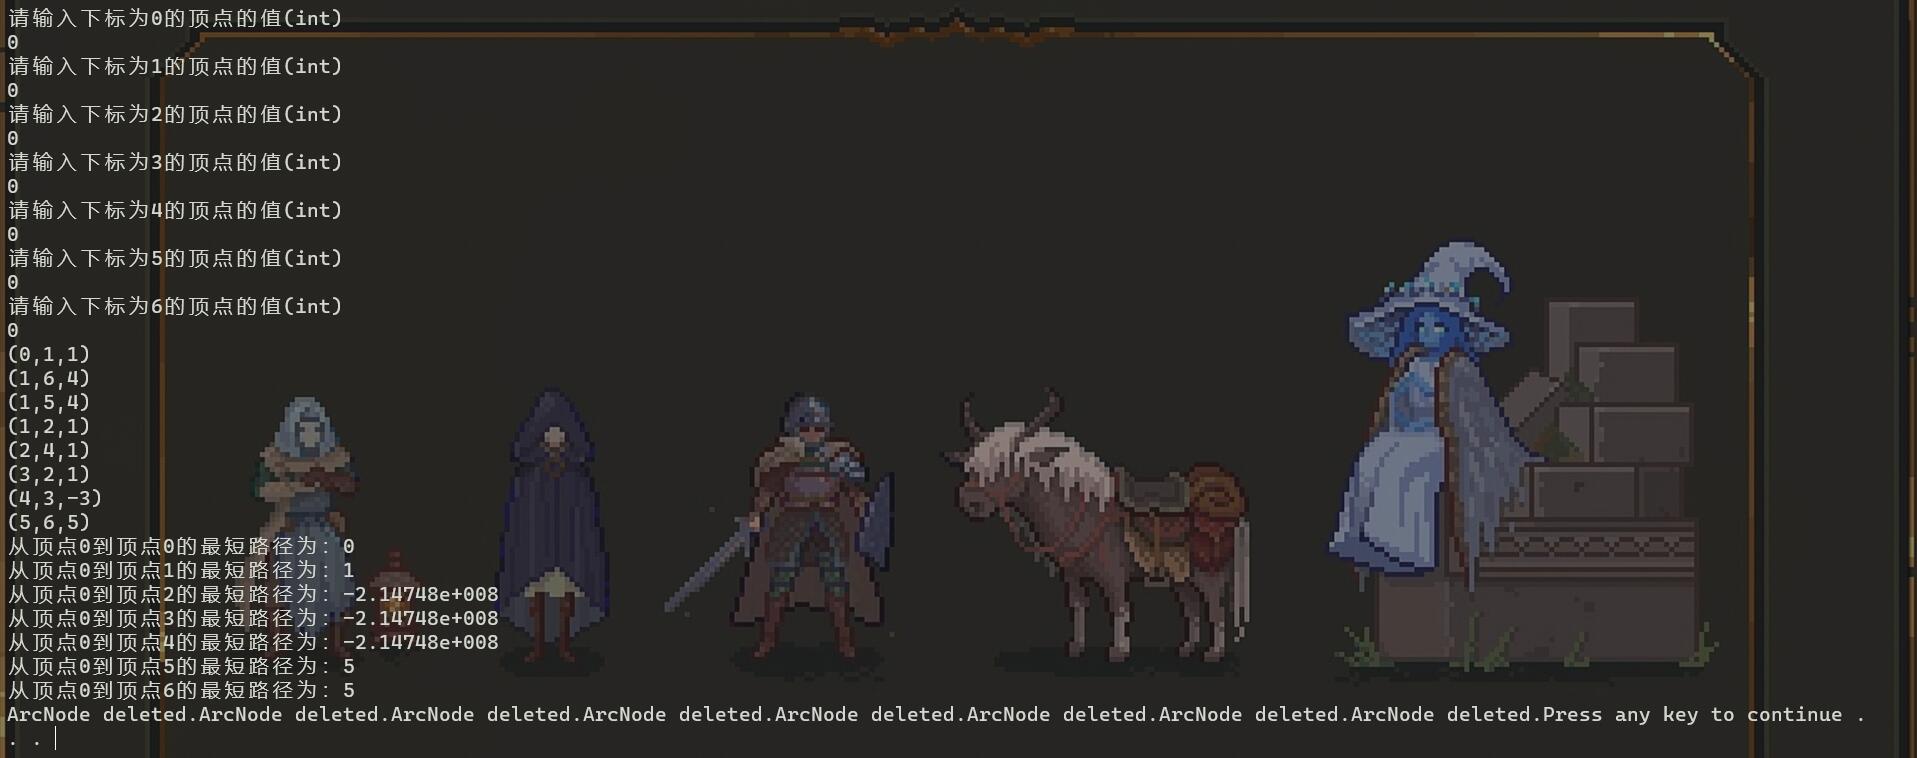 请输入下标为0的顶点的值(int)
0
请输入下标为1的顶点的值(int)
0
请输入下标为2的顶点的值(int)
0
请输入下标为3的顶点的值(int)
0
请输入下标为4的顶点的值(int)
0
请输入下标为5的顶点的值(int)
0
请输入下标为6的顶点的值(int)
0
(0,1,1)
(1,6,4)
(1,5,4)
(1,2,1)
(2,4,1)
(3,2,1)
(4,3,-3)
(5,6,5)
从顶点0到顶点0的最短路径为: 0
从顶点0到顶点1的最短路径为: 1
从顶点0到顶点2的最短路径为: -2.14748e+008
从顶点0到顶点3的最短路径为: -2.14748e+008
从顶点0到顶点4的最短路径为: -2.14748e+008
从顶点0到顶点5的最短路径为: 5
从顶点0到顶点6的最短路径为: 5
ArcNode deleted.ArcNode deleted.ArcNode deleted.ArcNode deleted.ArcNode deleted.ArcNode deleted.ArcNode deleted.ArcNode deleted.Press any key to continue .
. .